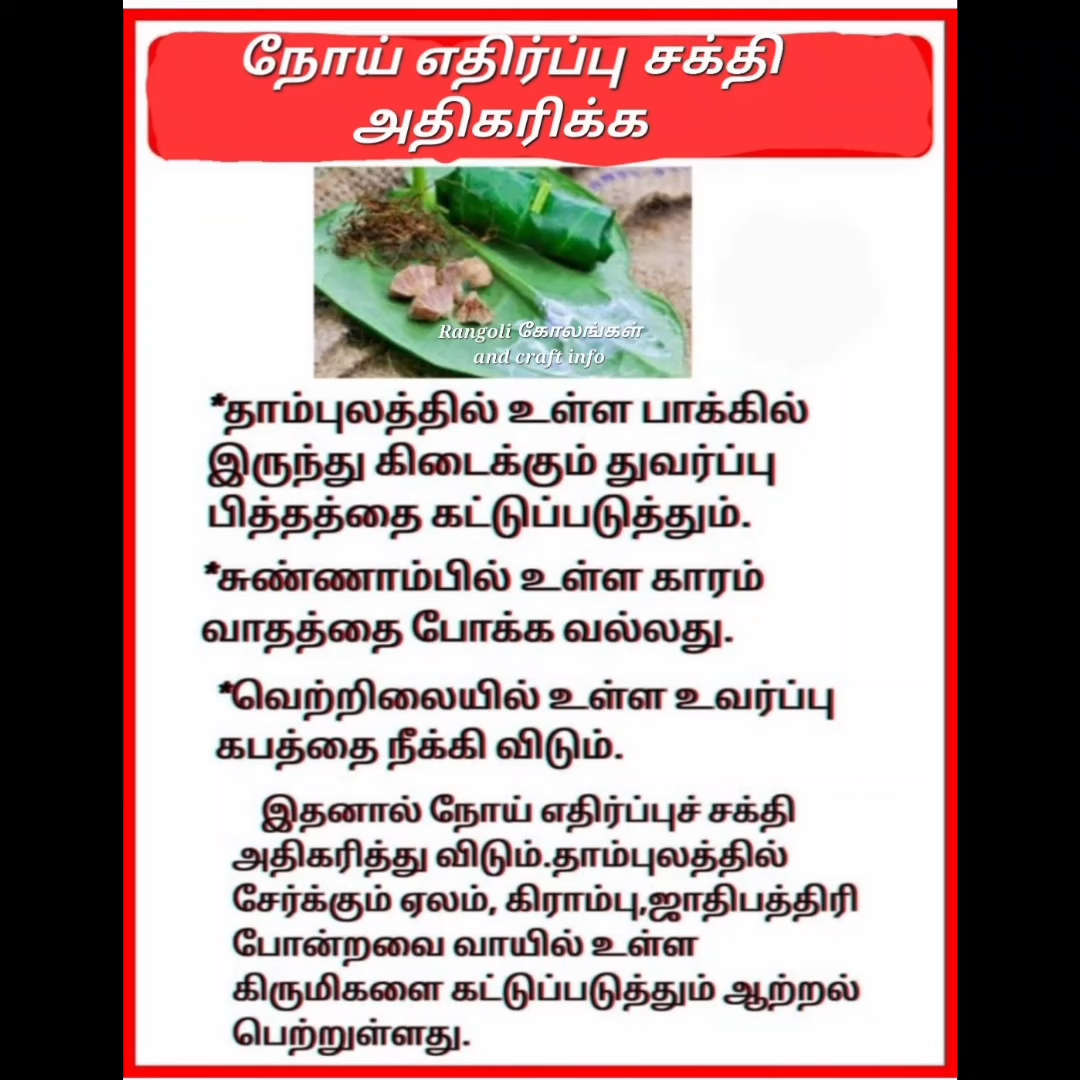 நோய் எதிர்ப்பு சக்தி
அதிகரிக்க
Rangoli கோலங்கள்
and craft info
*தாம்புலத்தில் உள்ள பாக்கில்
இருந்து கிடைக்கும் துவர்ப்பு
பித்தத்தை கட்டுப்படுத்தும்.
*சுண்ணாம்பில் உள்ள காரம்
வாதத்தை போக்க வல்லது.
*வெற்றிலையில் உள்ள உவர்ப்பு
கபத்தை நீக்கி விடும்.
இதனால் நோய் எதிர்ப்புச் சக்தி
அதிகரித்து விடும்.தாம்புலத்தில்
சேர்க்கும் ஏலம், கிராம்பு,ஜாதிபத்திரி
போன்றவை வாயில் உள்ள
கிருமிகளை கட்டுப்படுத்தும் ஆற்றல்
பெற்றுள்ளது.